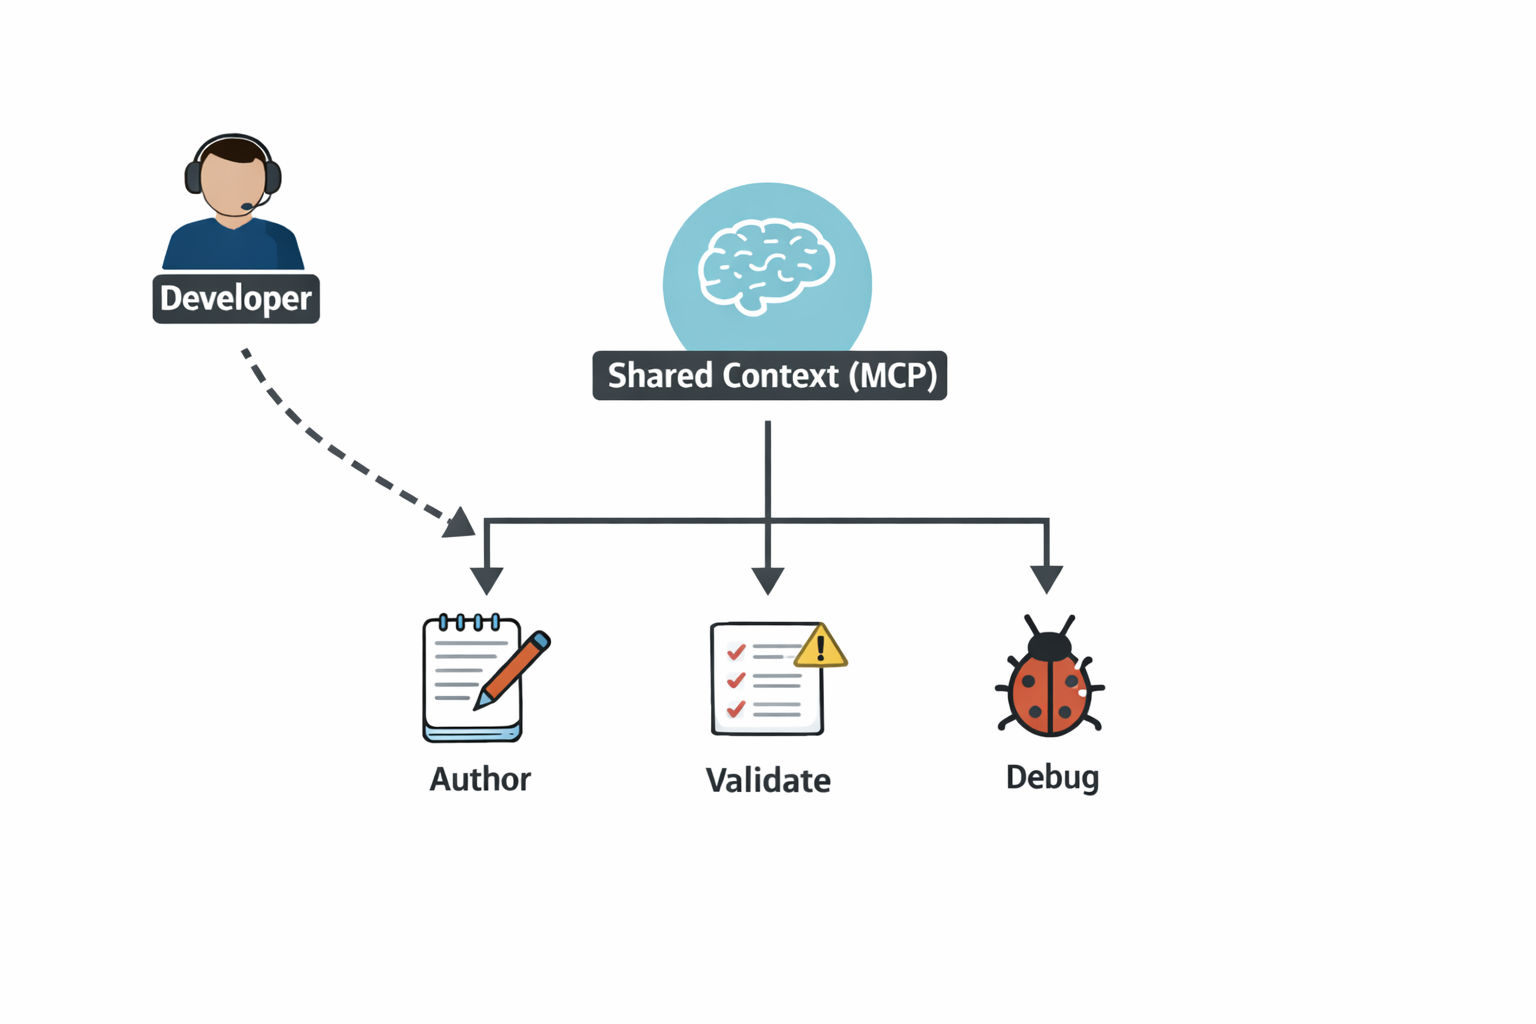 Developer
Shared Context (MCP)
Author
Validate
Debug